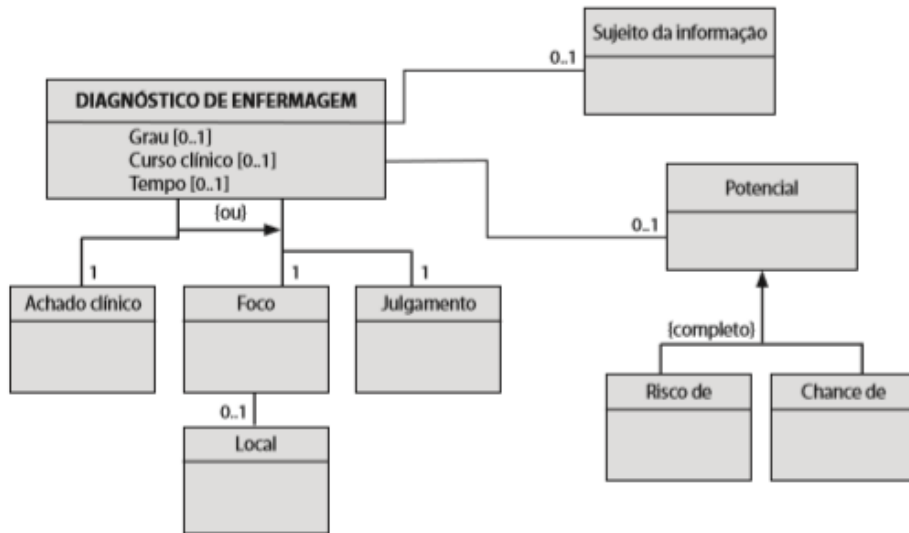 Sujeito da informação
0..1
DIAGNÓSTICO DE ENFERMAGEM
Grau [0..1]
Curso clínico [0..1]
Tempo [0..1]
{ou}
Potencial
0..1
1
1
1
Achado clínico
Foco
Julgamento
{completo}
Risco de
Chance de
0..1
Local